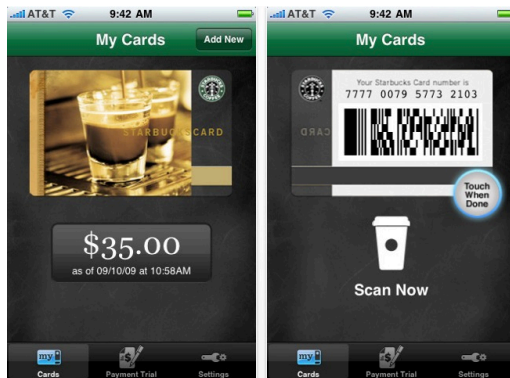 AT&T 9:42 AM
My Cards
Add New
STARBUCKS CARD
$35.00
as of 09/10/09 at 10:58AM
my
Cards
Payment Trial
Settings
AT&T 9:42 AM
My Cards
Your Starbucks Card number is
7777 0079 5773 2103
CARD
Touch
When
Done
Scan Now
my
Cards
Payment Trial
Settings